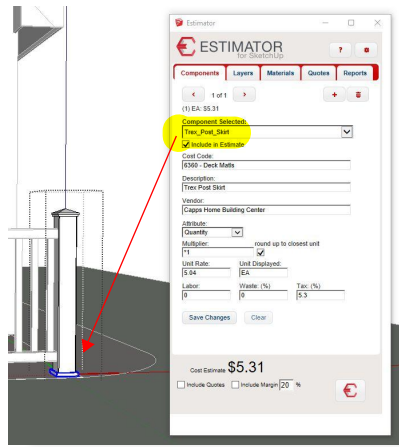 Estimator
ESTIMATOR
for SketchUp
?
Components Layers Materials Quotes Reports
< 1 of 1 > +
(1) EA: $5.31
Component Selected:
Trex_Post_Skirt
Include in Estimate
Cost Code:
6360 - Deck Matls
Description:
Trex Post Skirt
Vendor:
Capps Home Building Center
Attribute:
Quantity
Multiplier: round up to closest unit
*1
Unit Rate: Unit Displayed:
5.04 EA
Labor: Waste: (%) Tax: (%)
0 0 5.3
Save Changes Clear
Cost Estimate $5.31
Include Quotes Include Margin 20 %